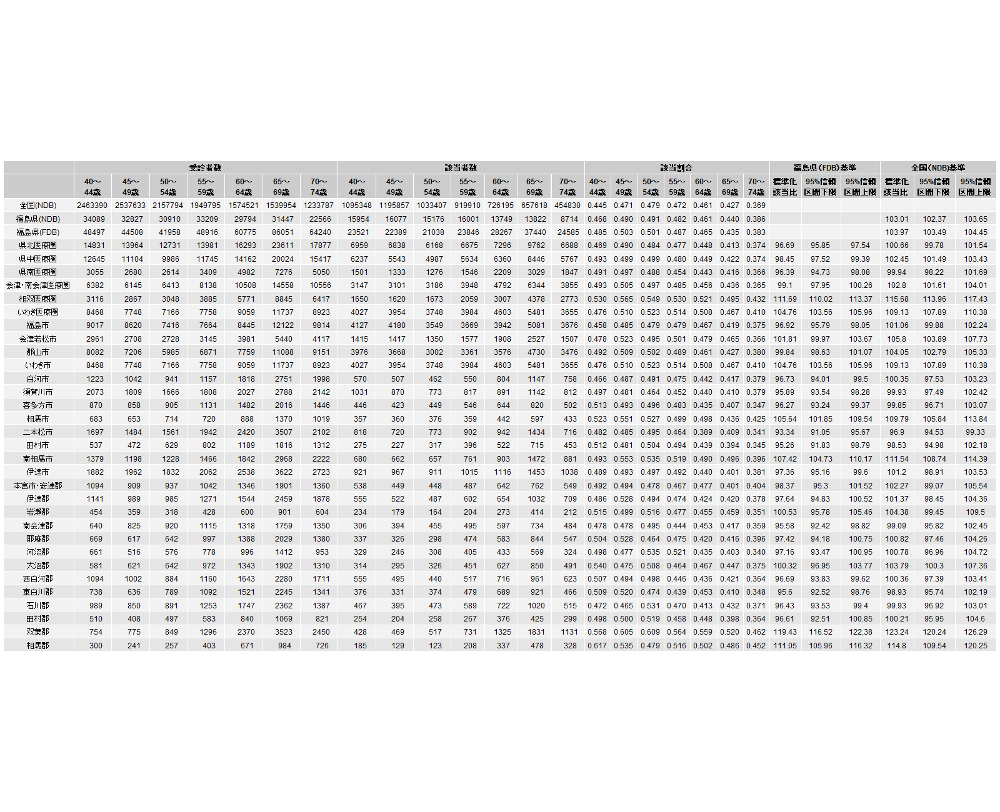 受診者数 該当者数 該当割合 福島県(FDB)基準 全国(NDB)基準
40～ 45～ 50～ 55～ 60～ 65～ 70～ 40～ 45～ 50～ 55～ 60～ 65～ 70～ 40～ 45～ 50～ 55～ 60～ 65～ 70～ 標準化 95%信頼 95%信頼 標準化 95%信頼 95%信頼
44歳 49歳 54歳 59歳 64歳 69歳 74歳 44歳 49歳 54歳 59歳 64歳 69歳 74歳 44歳 49歳 54歳 59歳 64歳 69歳 74歳 該当比 区間下限 区間上限 該当比 区間下限 区間上限
全国(NDB) 2463390 2537633 2157794 1949795 1574521 1539954 1233787 1095348 1195857 1033407 919910 726195 657618 454830 0.445 0.471 0.479 0.472 0.461 0.427 0.369
福島県(NDB) 34089 32827 30910 33209 29794 31447 22566 15954 16077 15176 16001 13749 13822 8714 0.468 0.490 0.491 0.482 0.461 0.440 0.386 103.01 102.37 103.65
福島県(FDB) 48497 44508 41958 48916 60775 86051 64240 23521 22389 21038 23846 28267 37440 24585 0.485 0.503 0.501 0.487 0.465 0.435 0.383 103.97 103.49 104.45
県北医療圏 14831 13964 12731 13981 16293 23611 17877 6959 6838 6168 6675 7296 9762 6688 0.469 0.490 0.484 0.477 0.448 0.413 0.374 96.69 95.85 97.54 100.66 99.78 101.54
県中医療圏 12645 11104 9986 11745 14162 20024 15417 6237 5543 4987 5634 6360 8446 5767 0.493 0.499 0.499 0.480 0.449 0.422 0.374 98.45 97.52 99.39 102.45 101.49 103.43
県南医療圏 3055 2680 2614 3409 4982 7276 5050 1501 1333 1276 1546 2209 3029 1847 0.491 0.497 0.488 0.454 0.443 0.416 0.366 96.39 94.73 98.08 99.94 98.22 101.69
会津・南会津医療圏 6382 6145 6413 8138 10508 14558 10556 3147 3101 3186 3948 4792 6344 3855 0.493 0.505 0.497 0.485 0.456 0.436 0.365 99.1 97.95 100.26 102.8 101.61 104.01
相双医療圏 3116 2867 3048 3885 5771 8845 6417 1650 1620 1673 2059 3007 4378 2773 0.530 0.565 0.549 0.530 0.521 0.495 0.432 111.69 110.02 113.37 115.68 113.96 117.43
いわき医療圏 8468 7748 7166 7758 9059 11737 8923 4027 3954 3748 3984 4603 5481 3655 0.476 0.510 0.523 0.514 0.508 0.467 0.410 104.76 103.56 105.96 109.13 107.89 110.38
福島市 9017 8620 7416 7664 8445 12122 9814 4127 4180 3549 3669 3942 5081 3676 0.458 0.485 0.479 0.479 0.467 0.419 0.375 96.92 95.79 98.05 101.06 99.88 102.24
会津若松市 2961 2708 2728 3145 3981 5440 4117 1415 1417 1350 1577 1908 2527 1507 0.478 0.523 0.495 0.501 0.479 0.465 0.366 101.81 99.97 103.67 105.8 103.89 107.73
郡山市 8082 7206 5985 6871 7759 11088 9151 3976 3668 3002 3361 3576 4730 3476 0.492 0.509 0.502 0.489 0.461 0.427 0.380 99.84 98.63 101.07 104.05 102.79 105.33
いわき市 8468 7748 7166 7758 9059 11737 8923 4027 3954 3748 3984 4603 5481 3655 0.476 0.510 0.523 0.514 0.508 0.467 0.410 104.76 103.56 105.96 109.13 107.89 110.38
白河市 1223 1042 941 1157 1818 2751 1998 570 507 462 550 804 1147 758 0.466 0.487 0.491 0.475 0.442 0.417 0.379 96.73 94.01 99.5 100.35 97.53 103.23
須賀川市 2073 1809 1666 1808 2027 2788 2142 1031 870 773 817 891 1142 812 0.497 0.481 0.464 0.452 0.440 0.410 0.379 95.89 93.54 98.28 99.93 97.49 102.42
喜多方市 870 858 905 1131 1482 2016 1446 446 423 449 546 644 820 502 0.513 0.493 0.496 0.483 0.435 0.407 0.347 96.27 93.24 99.37 99.85 96.71 103.07
相馬市 683 653 714 720 888 1370 1019 357 360 376 359 442 597 433 0.523 0.551 0.527 0.499 0.498 0.436 0.425 105.64 101.85 109.54 109.79 105.84 113.84
二本松市 1697 1484 1561 1942 2420 3507 2102 818 720 773 902 942 1434 716 0.482 0.485 0.495 0.464 0.389 0.409 0.341 93.34 91.05 95.67 96.9 94.53 99.33
田村市 537 472 629 802 1189 1816 1312 275 227 317 396 522 715 453 0.512 0.481 0.504 0.494 0.439 0.394 0.345 95.26 91.83 98.79 98.53 94.98 102.18
南相馬市 1379 1198 1228 1466 1842 2968 2222 680 662 657 761 903 1472 881 0.493 0.553 0.535 0.519 0.490 0.496 0.396 107.42 104.73 110.17 111.54 108.74 114.39
伊達市 1882 1962 1832 2062 2538 3622 2723 921 967 911 1015 1116 1453 1038 0.489 0.493 0.497 0.492 0.440 0.401 0.381 97.36 95.16 99.6 101.2 98.91 103.53
本宮市・安達郡 1094 909 937 1042 1346 1901 1360 538 449 448 487 642 762 549 0.492 0.494 0.478 0.467 0.477 0.401 0.404 98.37 95.3 101.52 102.27 99.07 105.54
伊達郡 1141 989 985 1271 1544 2459 1878 555 522 487 602 654 1032 709 0.486 0.528 0.494 0.474 0.424 0.420 0.378 97.64 94.83 100.52 101.37 98.45 104.36
岩瀬郡 454 359 318 428 600 901 604 234 179 164 204 273 414 212 0.515 0.499 0.516 0.477 0.455 0.459 0.351 100.53 95.78 105.46 104.38 99.45 109.5
南会津郡 640 825 920 1115 1318 1759 1350 306 394 455 495 597 734 484 0.478 0.478 0.495 0.444 0.453 0.417 0.359 95.58 92.42 98.82 99.09 95.82 102.45
耶麻郡 669 617 642 997 1388 2029 1380 337 326 298 474 583 844 547 0.504 0.528 0.464 0.475 0.420 0.416 0.396 97.42 94.18 100.75 100.82 97.46 104.26
河沼郡 661 516 576 778 996 1412 953 329 246 308 405 433 569 324 0.498 0.477 0.535 0.521 0.435 0.403 0.340 97.16 93.47 100.95 100.78 96.96 104.72
大沼郡 581 621 642 972 1343 1902 1310 314 295 326 451 627 850 491 0.540 0.475 0.508 0.464 0.467 0.447 0.375 100.32 96.95 103.77 103.79 100.3 107.36
西白河郡 1094 1002 884 1160 1643 2280 1711 555 495 440 517 716 961 623 0.507 0.494 0.498 0.446 0.436 0.421 0.364 96.69 93.83 99.62 100.36 97.39 103.41
東白川郡 738 636 789 1092 1521 2245 1341 376 331 374 479 689 921 466 0.509 0.520 0.474 0.439 0.453 0.410 0.348 95.6 92.52 98.76 98.93 95.74 102.19
石川郡 989 850 891 1253 1747 2362 1387 467 395 473 589 722 1020 515 0.472 0.465 0.531 0.470 0.413 0.432 0.371 96.43 93.53 99.4 99.93 96.92 103.01
田村郡 510 408 497 583 840 1069 821 254 204 258 267 376 425 299 0.498 0.500 0.519 0.458 0.448 0.398 0.364 96.61 92.51 100.85 100.21 95.95 104.6
双葉郡 754 775 849 1296 2370 3523 2450 428 469 517 731 1325 1831 1131 0.568 0.605 0.609 0.564 0.559 0.520 0.462 119.43 116.52 122.38 123.24 120.24 126.29
相馬郡 300 241 257 403 671 984 726 185 129 123 208 337 478 328 0.617 0.535 0.479 0.516 0.502 0.486 0.452 111.05 105.96 116.32 114.8 109.54 120.25